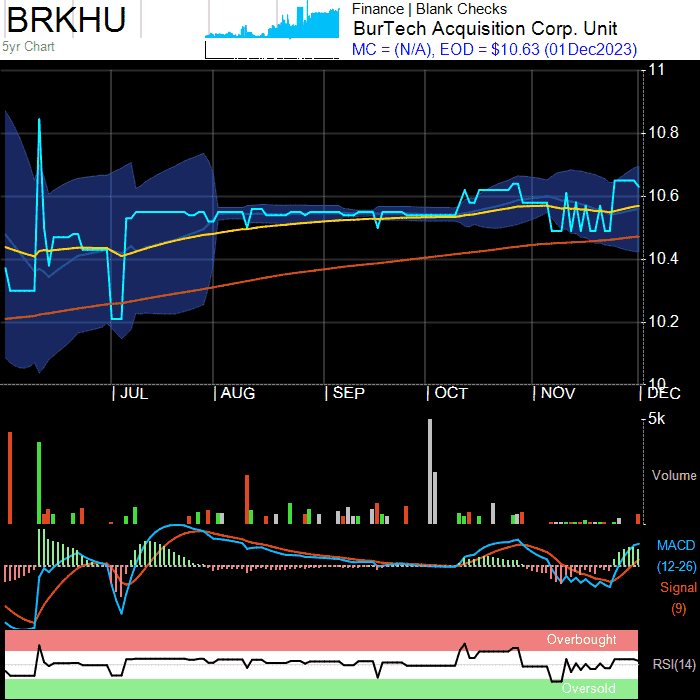 BRKHU
5yr Chart
Finance | Blank Checks
BurTech Acquisition Corp. Unit
MC = (N/A), EOD = $10.63 (01Dec2023)
11
10.8
10.6
10.4
10.2
10
JUL AUG SEP OCT NOV DEC
5k
Volume
MACD
(12-26)
Signal
(9)
Overbought
RSI(14)
Oversold